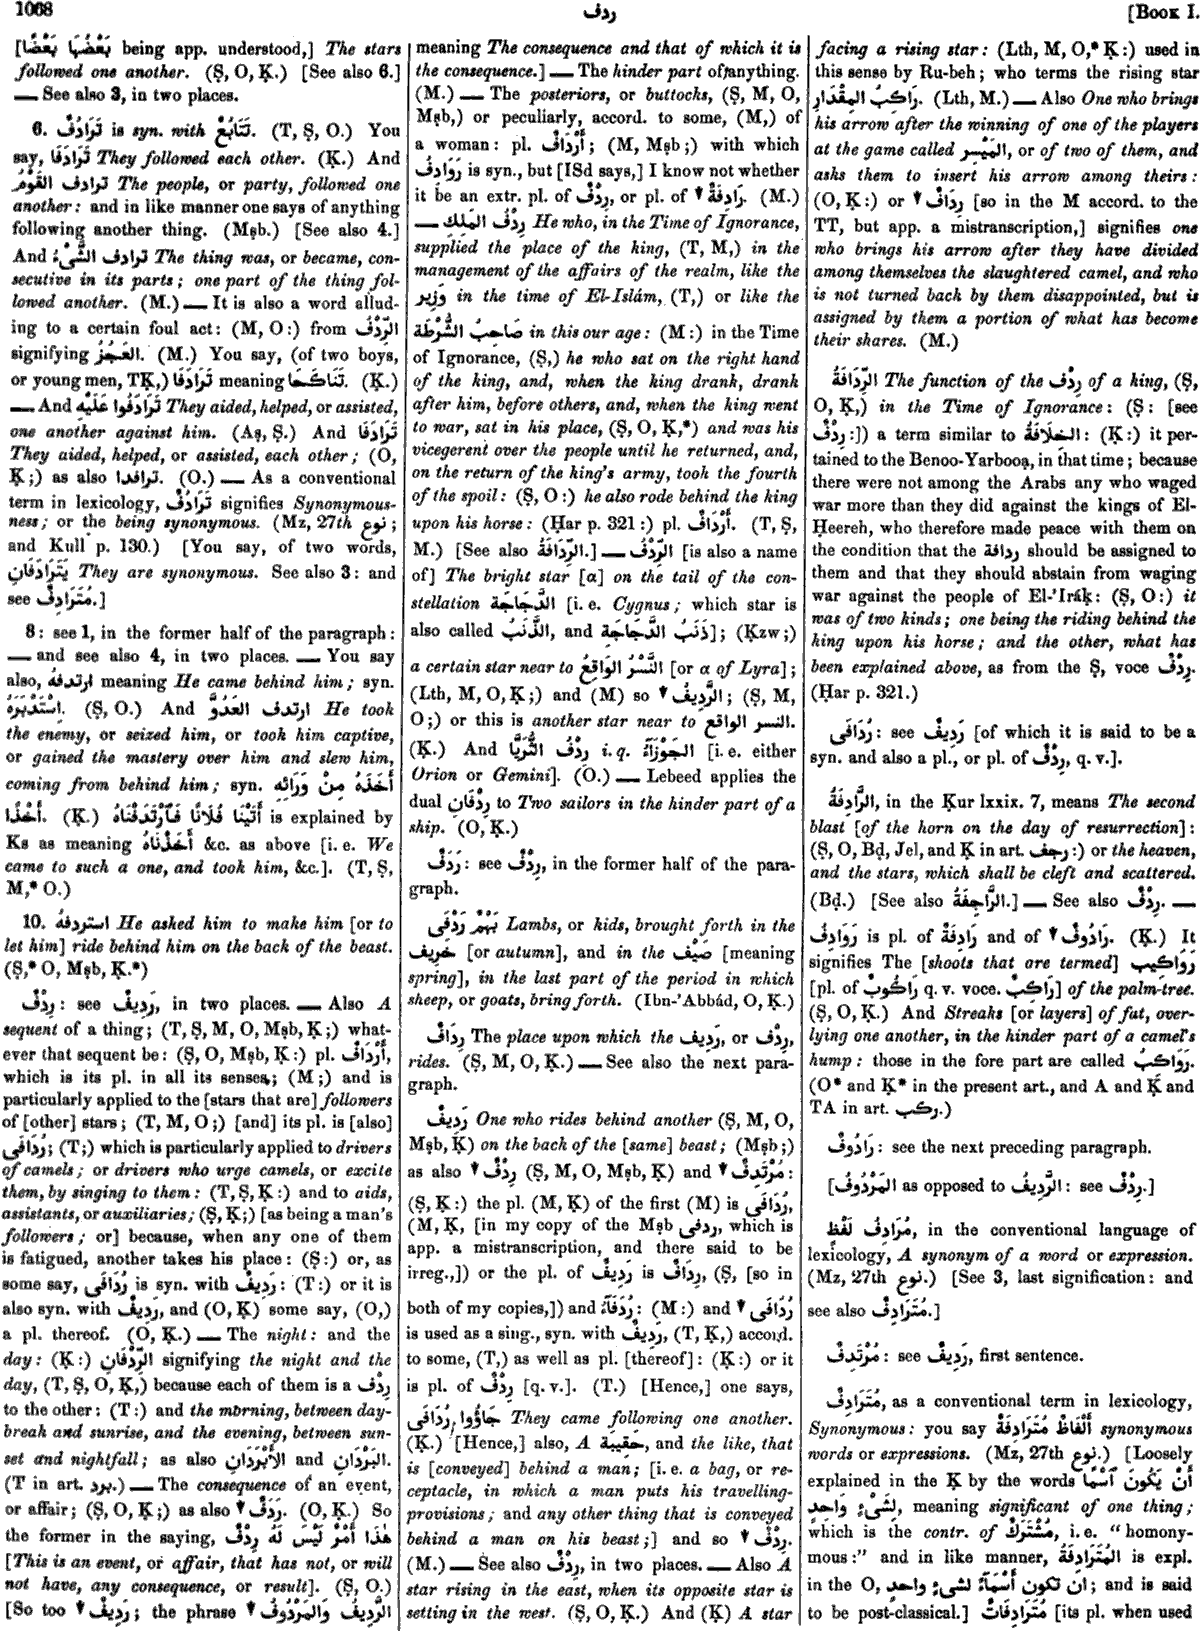 1068
ردف
[Book I.
[بَعْضُهَا بَعْضًا being app. understood,] The stars
followed one another. (Ṣ, O, Ḳ.) [See also 6.]
— See also 3, in two places.
6. تَرَادُفٌ is syn. with تَتَابُعٌ. (T, Ṣ, O.) You
say, تَرَادَفَا They followed each other. (Ḳ.) And
ترادف القَوْمُ The people, or party, followed one
another: and in like manner one says of anything
following another thing. (Mṣb.) [See also 4.]
And ترادف الشَّىْءُ The thing was, or became, con-
secutive in its parts; one part of the thing fol-
lowed another. (M.) — It is also a word allud-
ing to a certain foul act: (M, O:) from الرِّدْفُ
signifying العَجُزُ. (M.) You say, (of two boys,
or young men, TḲ,) تَرَادَفَا meaning تَنَاكَحَا. (Ḳ.)
— And تَرَادَفُوا عَلَيْهِ They aided, helped, or assisted,
one another against him. (Aṣ, Ṣ.) And تَرَادَفَا
They aided, helped, or assisted, each other; (O,
Ḳ;) as also ترافدا. (O.) — As a conventional
term in lexicology, تَرَادُفٌ signifies Synonymous-
ness; or the being synonymous. (Mz, 27th نوع;
and Kull p. 130.) [You say, of two words,
يَتَرَادَفَانِ They are synonymous. See also 3: and
see مُتَرَادِفٌ.]
8: see 1, in the former half of the paragraph:
— and see also 4, in two places. — You say
also, ارتدفهُ meaning He came behind him; syn.
اِسْتَدْبَرَهُ. (Ṣ, O.) And ارتدف العَدُوَّ He took
the enemy, or seized him, or took him captive,
or gained the mastery over him and slew him,
coming from behind him; syn. أَخَذَهُ مِنْ وَرَائِهِ
أَخْذًا. (Ḳ.) أَتَيْنَا فُلَانًا فَٱرْتَدَفْنَاهُ is explained by
Ks as meaning أَخَذْنَاهُ &c. as above [i. e. We
came to such a one, and took him, &c.]. (T, Ṣ,
M,* O.)
10. استردفهُ He asked him to make him [or to
let him] ride behind him on the back of the beast.
(Ṣ,* O, Mṣb, Ḳ.*)
رِدْفٌ: see رَدِيفٌ, in two places. — Also A
sequent of a thing; (T, Ṣ, M, O, Mṣb, Ḳ;) what-
ever that sequent be: (Ṣ, O, Mṣb, Ḳ:) pl. أَرْدَافٌ,
which is its pl. in all its senses; (M;) and is
particularly applied to the [stars that are] followers
of [other] stars; (T, M, O;) [and] its pl. is [also]
رُدَافَى; (T;) which is particularly applied to drivers
of camels; or drivers who urge camels, or excite
them, by singing to them: (T, Ṣ, Ḳ:) and to aids,
assistants, or auxiliaries; (Ṣ, Ḳ;) [as being a man's
followers; or] because, when any one of them
is fatigued, another takes his place: (Ṣ:) or, as
some say, رُدَافَى is syn. with رَدِيفٌ: (T:) or it is
also syn. with رَدِيفٌ, and (O, Ḳ) some say, (O,)
a pl. thereof. (O, Ḳ.) — The night: and the
day: (Ḳ:) الرِّدْفَانِ signifying the night and the
day, (T, Ṣ, O, Ḳ,) because each of them is a رِدْف
to the other: (T:) and the morning, between day-
break and sunrise, and the evening, between sun-
set and nightfall; as also الأَبْرَدَانِ and البَرْدَانِ.
(T in art. برد.) — The consequence of an event,
or affair; (Ṣ, O, Ḳ;) as also ▼ رَدَفٌ. (O, Ḳ.) So
the former in the saying, هٰذَا أَمْرٌ لَيْسَ لَهُ رِدْفٌ
[This is an event, or affair, that has not, or will
not have, any consequence, or result]. (Ṣ, O.)
[So too ▼ رَدِيفٌ; the phrase ▼ الرَّدِيفُ وَالمَرْدُوفُ
meaning The consequence and that of which it is
the consequence.] — The hinder part of anything.
(M.) — The posteriors, or buttocks, (Ṣ, M, O,
Mṣb,) or peculiarly, accord. to some, (M,) of
a woman: pl. أَرْدَافٌ; (M, Mṣb;) with which
رَوَادِفُ is syn., but [ISd says,] I know not whether
it be an extr. pl. of رِدْفٌ, or pl. of ▼ رَادِفَةٌ. (M.)
— رِدْفُ المَلِكِ He who, in the Time of Ignorance,
supplied the place of the king, (T, M,) in the
management of the affairs of the realm, like the
وَزِير in the time of El-Islám, (T,) or like the
صَاحِبُ الشُّرْطَةِ in this our age: (M:) in the Time
of Ignorance, (Ṣ,) he who sat on the right hand
of the king, and, when the king drank, drank
after him, before others, and, when the king went
to war, sat in his place, (Ṣ, O, Ḳ,*) and was his
vicegerent over the people until he returned, and,
on the return of the king's army, took the fourth
of the spoil: (Ṣ, O:) he also rode behind the king
upon his horse: (Ḥar p. 321:) pl. أَرْدَافٌ. (T, Ṣ,
M.) [See also الرِّدَافَةُ.] — الرِّدْفُ [is also a name
of] The bright star [α] on the tail of the con-
stellation الدَّجَاجَة [i. e. Cygnus; which star is
also called الذَّنَبُ, and ذَنَبُ الدَّجَاجَةِ]; (Ḳzw;)
a certain star near to النَّسْرُ الوَاقِعُ [or α of Lyra];
(Lth, M, O, Ḳ;) and (M) so ▼ الرَّدِيفُ; (Ṣ, M,
O;) or this is another star near to النسر الواقع.
(Ḳ.) And رِدْفُ الثُّرَيَّا i. q. الجَوْزَآءُ [i. e. either
Orion or Gemini]. (O.) — Lebeed applies the
dual رِدْفَانِ to Two sailors in the hinder part of a
ship. (O, Ḳ.)
رَدَفٌ: see رِدْفٌ, in the former half of the para-
graph.
بَهْمٌ رَدْفَى Lambs, or kids, brought forth in the
خَرِيف [or autumn], and in the صَيْف [meaning
spring], in the last part of the period in which
sheep, or goats, bring forth. (Ibn-'Abbád, O, Ḳ.)
رِدَافٌ The place upon which the رَدِيف, or رِدْف,
rides. (Ṣ, M, O, Ḳ.) — See also the next para-
graph.
رَدِيفٌ One who rides behind another (Ṣ, M, O,
Mṣb, Ḳ) on the back of the [same] beast; (Mṣb;)
as also ▼ رِدْفٌ (Ṣ, M, O, Mṣb, Ḳ) and ▼ مُرْتَدِفٌ:
(Ṣ, Ḳ:) the pl. (M, Ḳ) of the first (M) is رُدَافَى,
(M, Ḳ, [in my copy of the Mṣb ردفى, which is
app. a mistranscription, and there said to be
irreg.,]) or the pl. of رَدِيفٌ is رِدَافٌ, (Ṣ, [so in
both of my copies,]) and رُدَفَآءُ: (M:) and ▼ رُدَافَى
is used as a sing., syn. with رَدِيفٌ, (T, Ḳ,) accord.
to some, (T,) as well as pl. [thereof]: (Ḳ:) or it
is pl. of رِدْفٌ [q. v.]. (T.) [Hence,] one says,
جَاؤُوا رُدَافَى They came following one another.
(Ḳ.) [Hence,] also, A حَقِيبَة, and the like, that
is [conveyed] behind a man; [i. e. a bag, or re-
ceptacle, in which a man puts his travelling-
provisions; and any other thing that is conveyed
behind a man on his beast;] and so ▼ رِدْفٌ.
(M.) — See also رِدْفٌ, in two places. — Also A
star rising in the east, when its opposite star is
setting in the west. (Ṣ, O, Ḳ.) And (Ḳ) A star
facing a rising star: (Lth, M, O,* Ḳ:) used in
this sense by Ru-beh; who terms the rising star
رَاكِبُ المِقْدَارِ. (Lth, M.) — Also One who brings
his arrow after the winning of one of the players
at the game called المَيْسِر, or of two of them, and
asks them to insert his arrow among theirs:
(O, Ḳ:) or ▼ رِدَافٌ [so in the M accord. to the
TT, but app. a mistranscription,] signifies one
who brings his arrow after they have divided
among themselves the slaughtered camel, and who
is not turned back by them disappointed, but is
assigned by them a portion of what has become
their shares. (M.)
الرِّدَافَةُ The function of the رِدْف of a king, (Ṣ,
O, Ḳ,) in the Time of Ignorance: (Ṣ: [see
رِدْفٌ:]) a term similar to الخِلَافَةُ: (Ḳ:) it per-
tained to the Benoo-Yarbooạ, in that time; because
there were not among the Arabs any who waged
war more than they did against the kings of El-
Ḥeereh, who therefore made peace with them on
the condition that the ردافة should be assigned to
them and that they should abstain from waging
war against the people of El-'Iráḳ: (Ṣ, O:) it
was of two kinds; one being the riding behind the
king upon his horse; and the other, what has
been explained above, as from the Ṣ, voce رِدْفٌ.
(Ḥar p. 321.)
رُدَافَى: see رَدِيفٌ [of which it is said to be a
syn. and also a pl., or pl. of رِدْفٌ, q. v.].
الرَّادِفَةُ, in the Ḳur lxxix. 7, means The second
blast [of the horn on the day of resurrection]:
(Ṣ, O, Bḍ, Jel, and Ḳ in art. رجف:) or the heaven,
and the stars, which shall be cleft and scattered.
(Bḍ.) [See also الرَّاجِفَةُ.] — See also رِدْفٌ. —
رَوَادِفُ is pl. of رَادِفَةٌ and of ▼ رَادُوفٌ. (Ḳ.) It
signifies The [shoots that are termed] رَوَاكِيب
[pl. of رَاكُوبٌ q. v. voce. رَاكِبٌ] of the palm-tree.
(Ṣ, O, Ḳ.) And Streaks [or layers] of fat, over-
lying one another, in the hinder part of a camel's
hump: those in the fore part are called رَوَاكِبُ.
(O* and Ḳ* in the present art., and A and Ḳ and
TA in art. ركب.)
رَادُوفٌ: see the next preceding paragraph.
[المَرْدُوفُ as opposed to الرَّدِيفُ: see رِدْفٌ.]
مُرَادِفُ لَفْظٍ, in the conventional language of
lexicology, A synonym of a word or expression.
(Mz, 27th نوع.) [See 3, last signification: and
see also مُتَرَادِفٌ.]
مُرْتَدِفٌ: see رَدِيفٌ, first sentence.
مُتَرَادِفٌ, as a conventional term in lexicology,
Synonymous: you say أَلْفَاظٌ مُتَرَادِفَةٌ synonymous
words or expressions. (Mz, 27th نوع.) [Loosely
explained in the Ḳ by the words أَنْ يَكُونَ ٱسْمًا
لِشَىْءٍ وَاحِدٍ, meaning significant of one thing;
which is the contr. of مُشْتَرَكٌ, i. e. "homony-
mous:" and in like manner, المُتَرَادِفَةُ is expl.
in the O, ان تكون أَسْمَآءً لشىءٍ واحدٍ; and is said
to be post-classical.] مُتَرَادِفَاتٌ [its pl. when used